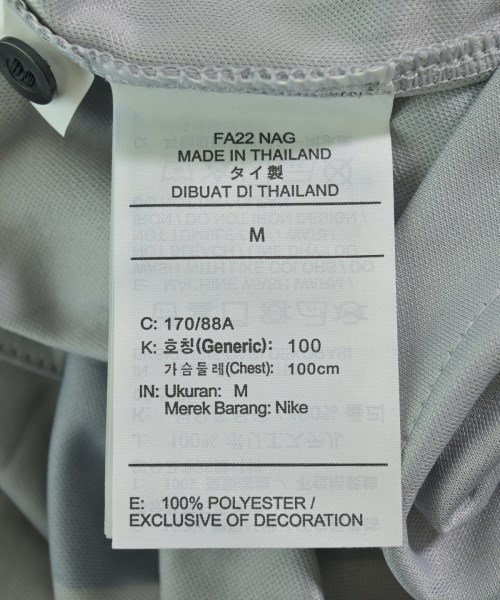 FA22 NAG
MADE IN THAILAND
タイ製
DIBUAT DI THAILAND
M
C: 170/88A
K: 호칭(Generic): 100
가슴둘레(Chest): 100cm
IN: Ukuran: M
Merek Barang: Nike
E: 100% POLYESTER /
EXCLUSIVE OF DECORATION